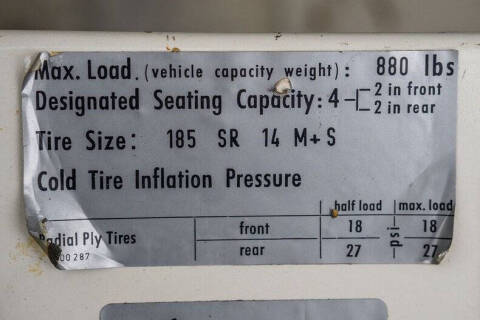 Max. Load. (vehicle capacity weight): 880 lbs
Designated Seating Capacity: 4 - 2 in front
2 in rear
Tire Size: 185 SR 14 M+S
Cold Tire Inflation Pressure
half load max. load
Radial Ply Tires front 18 psi 18
rear 27 27
00 287